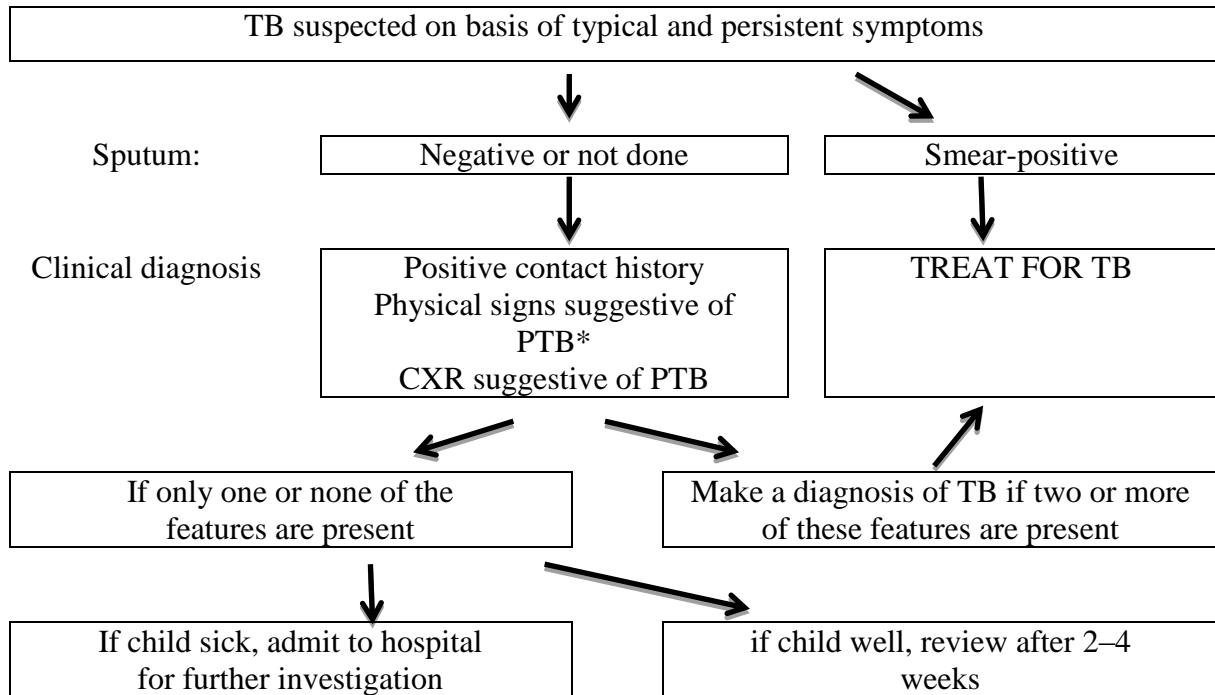 TB suspected on basis of typical and persistent symptoms
Sputum:
Negative or not done
Smear-positive
Clinical diagnosis
Positive contact history
Physical signs suggestive of
PTB*
CXR suggestive of PTB
TREAT FOR TB
If only one or none of the
features are present
Make a diagnosis of TB if two or more
of these features are present
If child sick, admit to hospital
for further investigation
if child well, review after 2–4
weeks